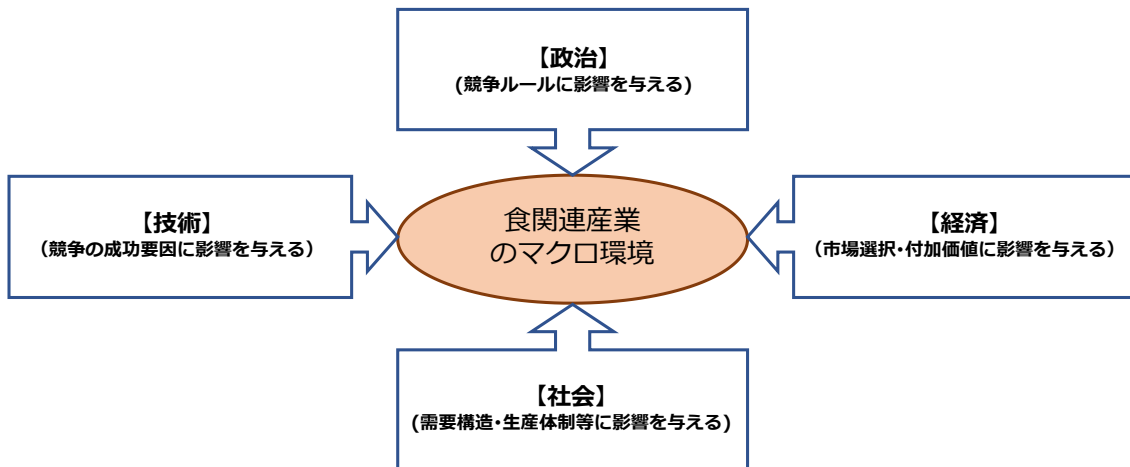 【政治】
(競争ルールに影響を与える)
【技術】
(競争の成功要因に影響を与える)
食関連産業
のマクロ環境
【経済】
(市場選択・付加価値に影響を与える)
【社会】
(需要構造・生産体制等に影響を与える)